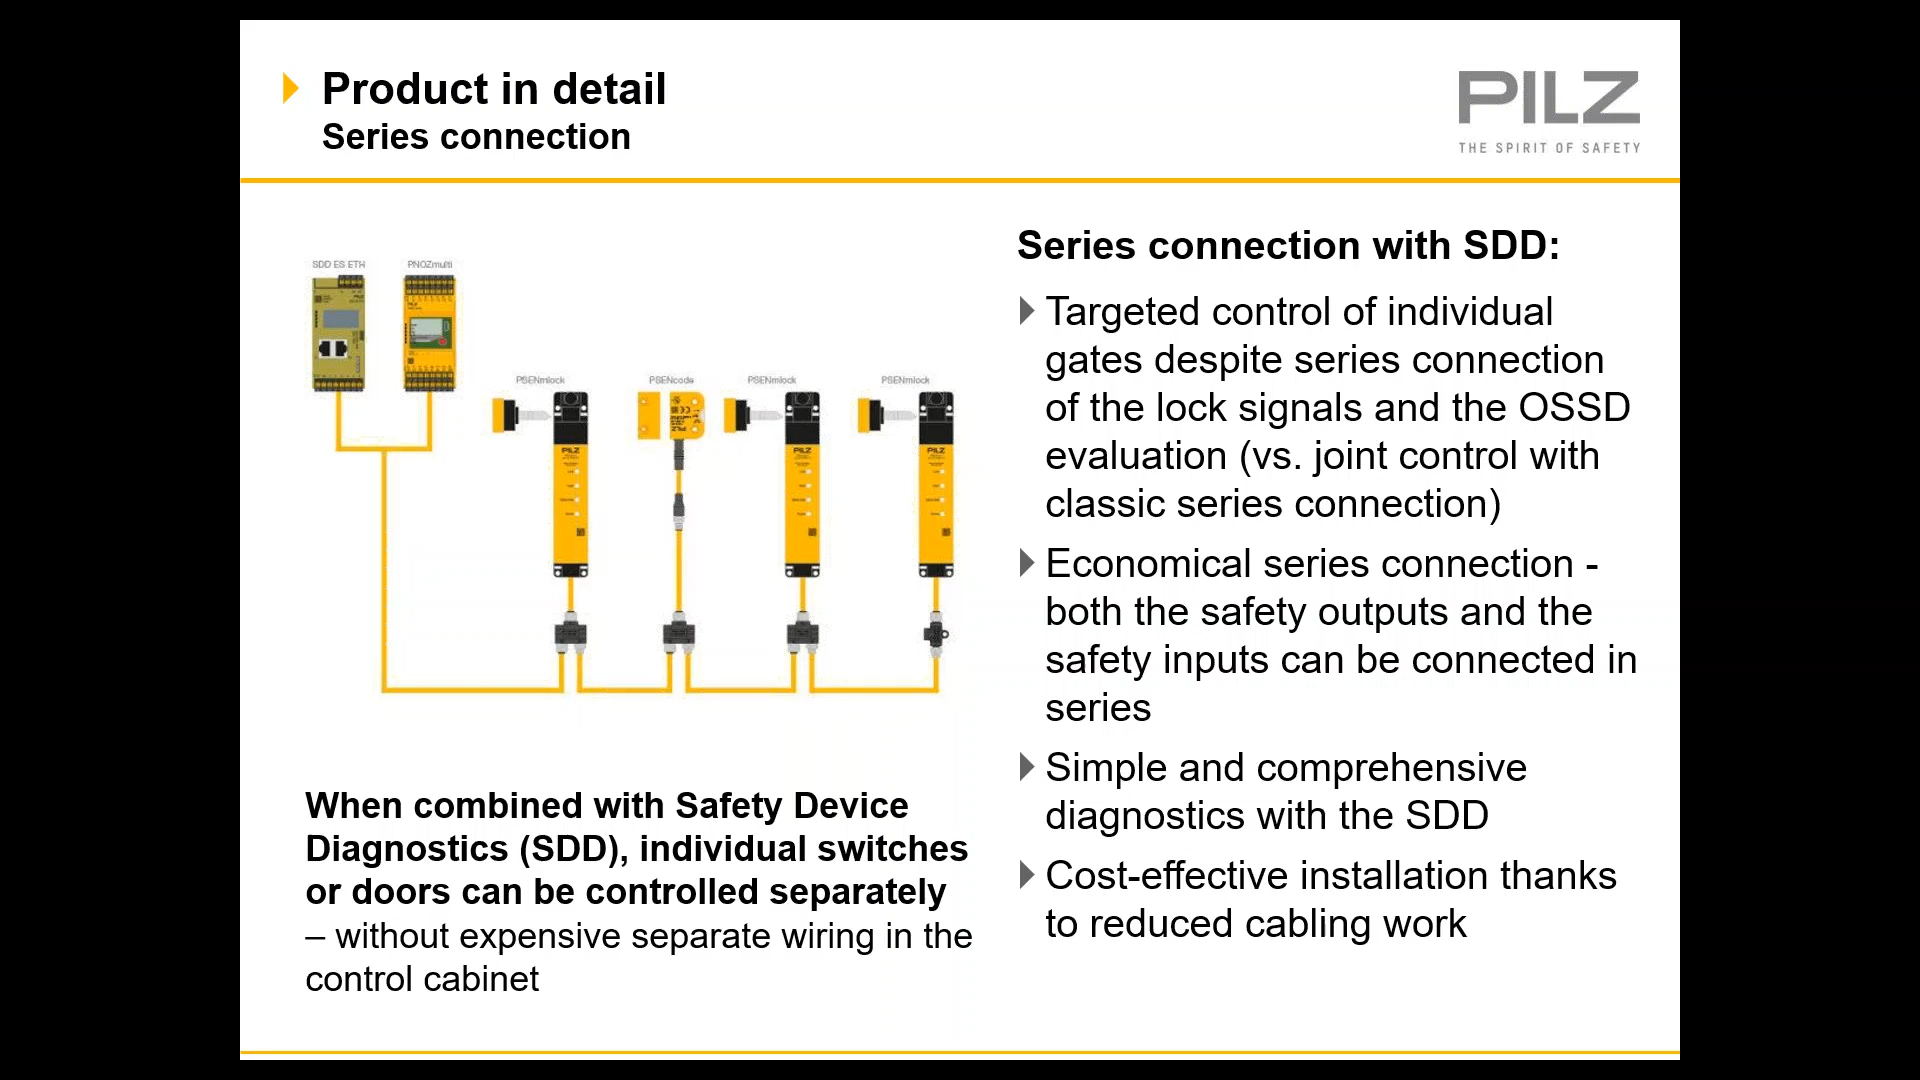 Product in detail
Series connection
PILZ
THE SPIRIT OF SAFETY
SDD ES ETH
PNOZmulti
PSENmlock
PSENcode
PSENmlock
PSENmlock
PILZ
PILZ
PILZ
When combined with Safety Device
Diagnostics (SDD), individual switches
or doors can be controlled separately
– without expensive separate wiring in the
control cabinet
Series connection with SDD:
Targeted control of individual
gates despite series connection
of the lock signals and the OSSD
evaluation (vs. joint control with
classic series connection)
Economical series connection -
both the safety outputs and the
safety inputs can be connected in
series
Simple and comprehensive
diagnostics with the SDD
Cost-effective installation thanks
to reduced cabling work